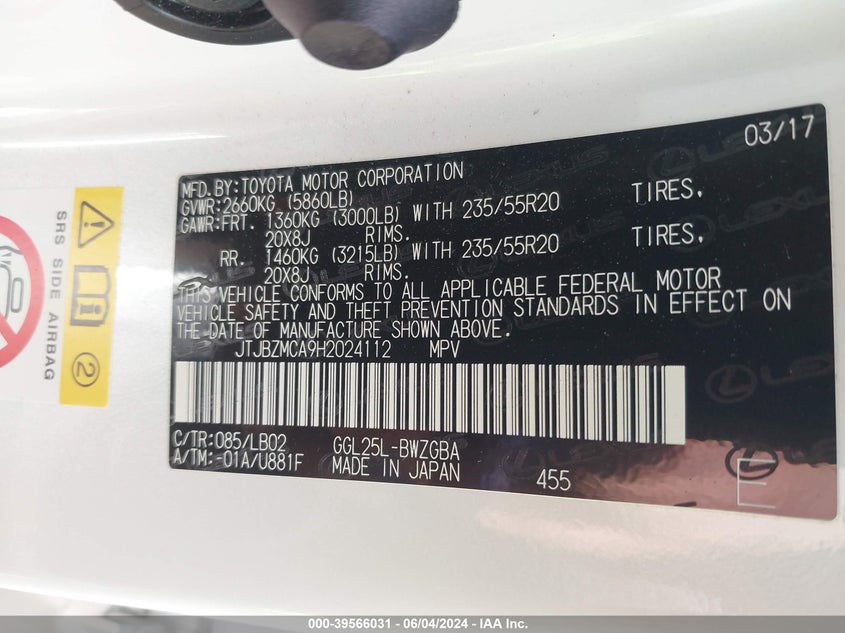 03/17
MFD.BY:TOYOTA MOTOR CORPORATION
GVWR:2660KG (5860LB)
GAWR:FRT. 1360KG (3000LB) WITH 235/55R20 TIRES,
20X8J RIMS.
RR. 1460KG (3215LB) WITH 235/55R20 TIRES,
20X8J RIMS.
THIS VEHICLE CONFORMS TO ALL APPLICABLE FEDERAL MOTOR
VEHICLE SAFETY AND THEFT PREVENTION STANDARDS IN EFFECT ON
THE DATE OF MANUFACTURE SHOWN ABOVE.
JTJBZMCA9H2024112 MPV
C/TR:085/LB02 GGL25L-BWZGBA
A/TM:-01A/U881F MADE IN JAPAN 455
E
LEXUS
SRS SIDE AIRBAG
2
000-39566031 - 06/04/2024 - IAA Inc.